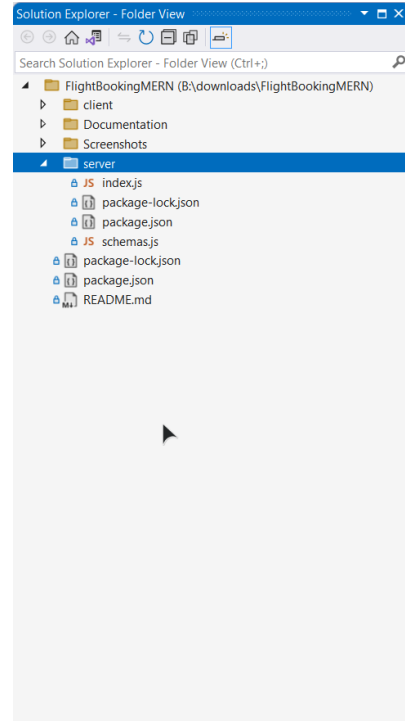 Solution Explorer - Folder View
Search Solution Explorer - Folder View (Ctrl+;)
FlightBookingMERN (B:\downloads\FlightBookingMERN)
client
Documentation
Screenshots
server
JS index.js
package-lock.json
package.json
JS schemas.js
package-lock.json
package.json
README.md